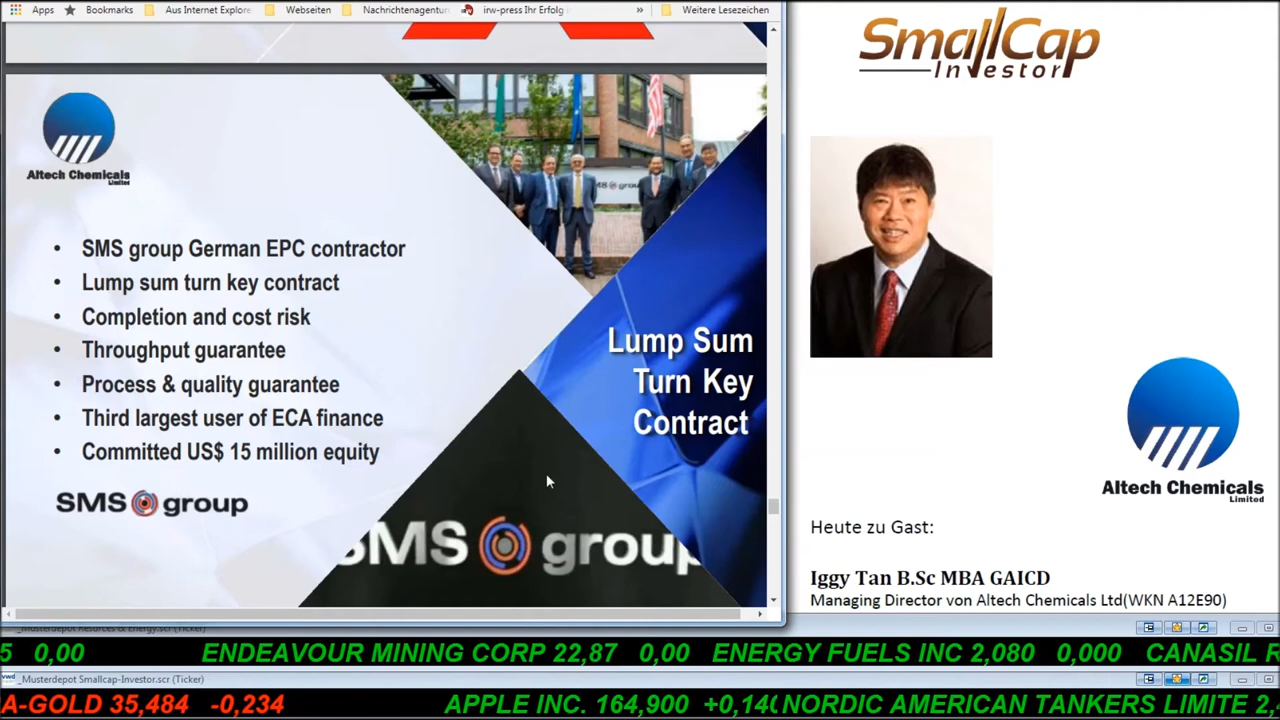 Apps
Bookmarks
Aus Internet Explore
Webseiten
Nachrichtenagentur
irw-press Ihr Erfolg i
»
Weitere Lesezeichen
Altech Chemicals
Limited
• SMS group German EPC contractor
• Lump sum turn key contract
• Completion and cost risk
• Throughput guarantee
• Process & quality guarantee
• Third largest user of ECA finance
• Committed US$ 15 million equity
SMS group
SMS group
Lump Sum
Turn Key
Contract
SMS group
SmallCap
Investor
Altech Chemicals
Limited
Heute zu Gast:
Iggy Tan B.Sc MBA GAICD
Managing Director von Altech Chemicals Ltd(WKN A12E90)
_Musterdepot Resources & Energy.scr (Ticker)
5 0,00 ENDEAVOUR MINING CORP 22,87 0,00 ENERGY FUELS INC 2,080 0,000 CANASIL R
vwd _Musterdepot Smallcap-Investor.scr (Ticker)
A-GOLD 35,484 -0,234 APPLE INC. 164,900 +0,140 NORDIC AMERICAN TANKERS LIMITE 2,